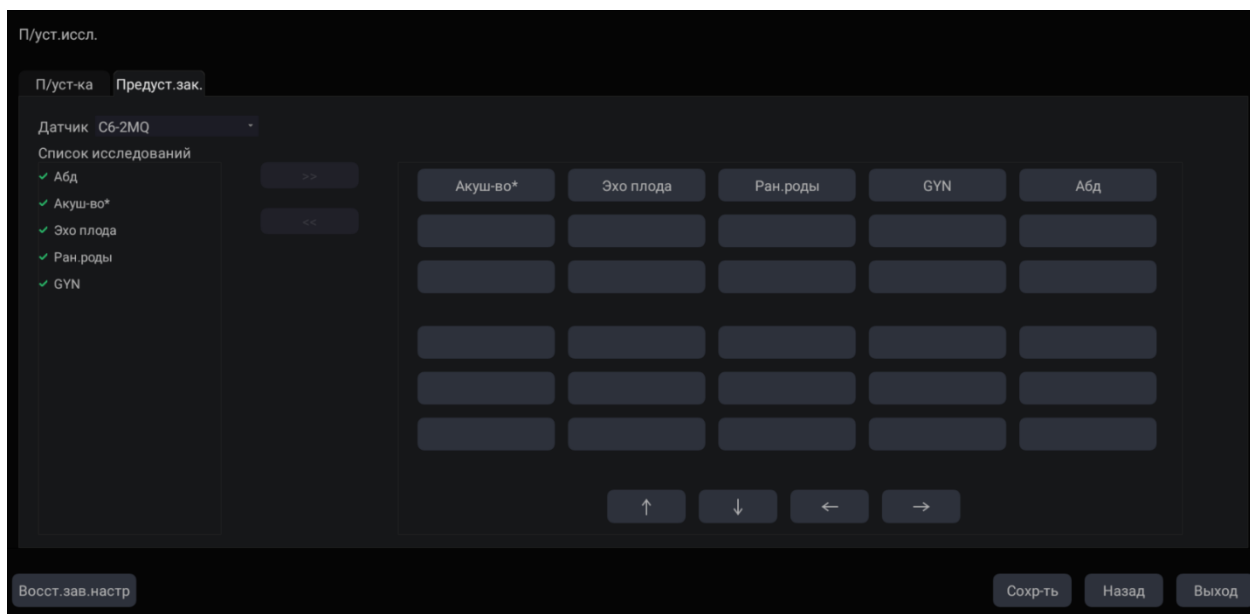 П/уст.иссл.
П/уст-ка Предуст.зак.
Датчик C6-2MQ
Список исследований
Абд
Акуш-во*
Эхо плода
Ран.роды
GYN
>>
<<
Акуш-во* Эхо плода Ран.роды GYN Абд
↑ ↓ ← →
Восст.зав.настр Сохр-ть Назад Выход